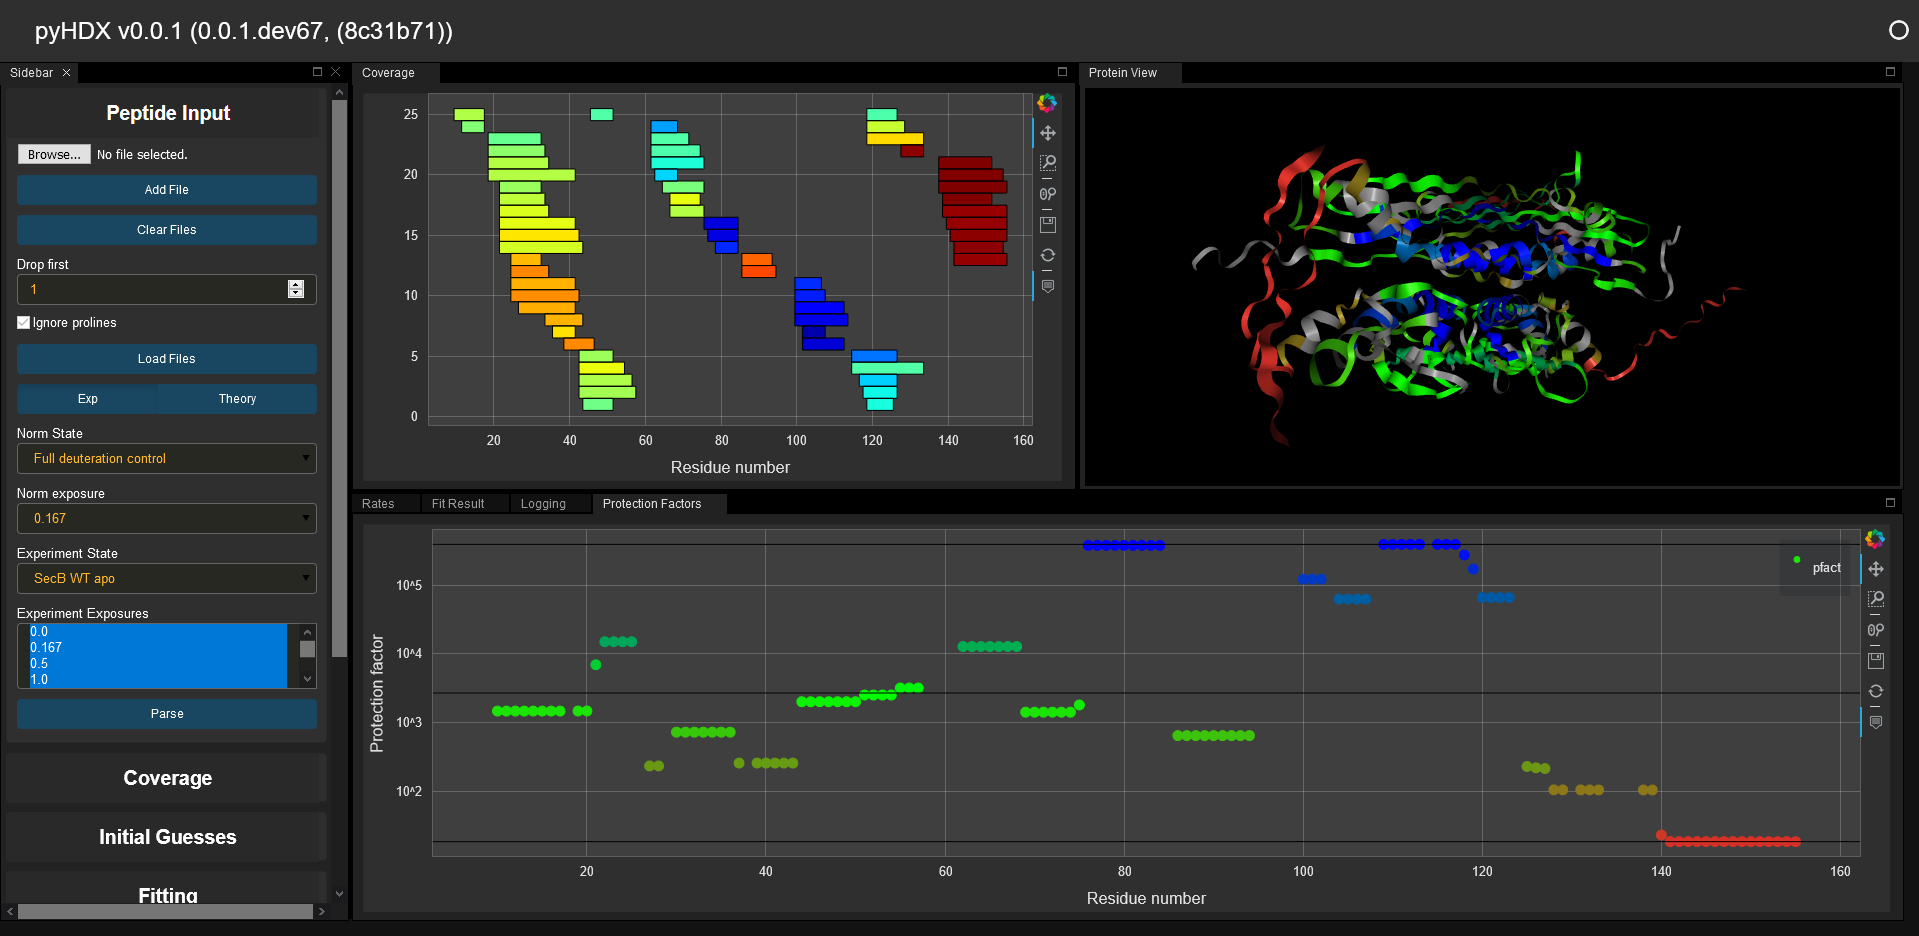 pyHDX v0.0.1 (0.0.1.dev67, (8c31b71))
Sidebar
Peptide Input
Browse... No file selected.
Add File
Clear Files
Drop first
1
Ignore prolines
Load Files
Exp Theory
Norm State
Full deuteration control
Norm exposure
0.167
Experiment State
SecB WT apo
Experiment Exposures
0.0
0.167
0.5
1.0
Parse
Coverage
Initial Guesses
Fitting
Coverage
25
20
15
10
5
0
20 40 60 80 100 120 140 160
Residue number
Protein View
Rates Fit Result Logging Protection Factors
Protection factor
10^5
10^4
10^3
10^2
20 40 60 80 100 120 140 160
Residue number
pfact